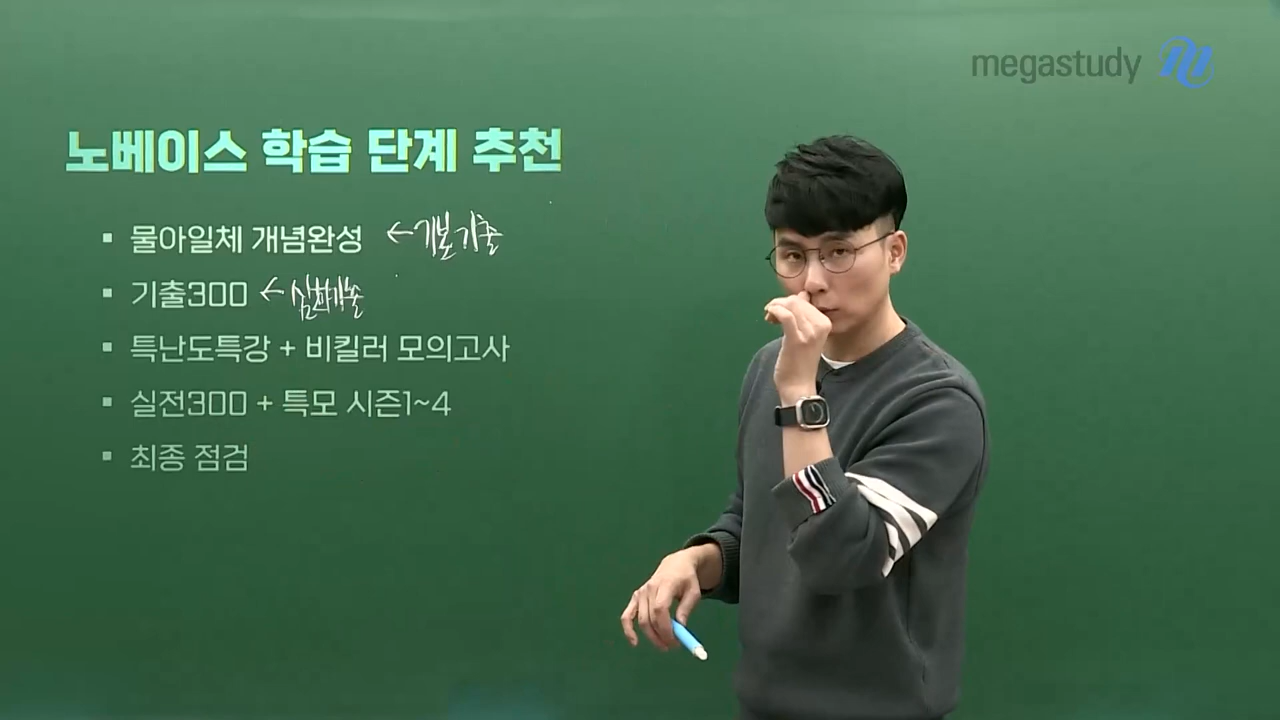 megastudy
노베이스 학습 단계 추천
▪ 물아일체 개념완성 ← 기본기출
▪ 기출300 ← 심화기출
▪ 특난도특강 + 비킬러 모의고사
▪ 실전300 + 특모 시즌1~4
▪ 최종 점검